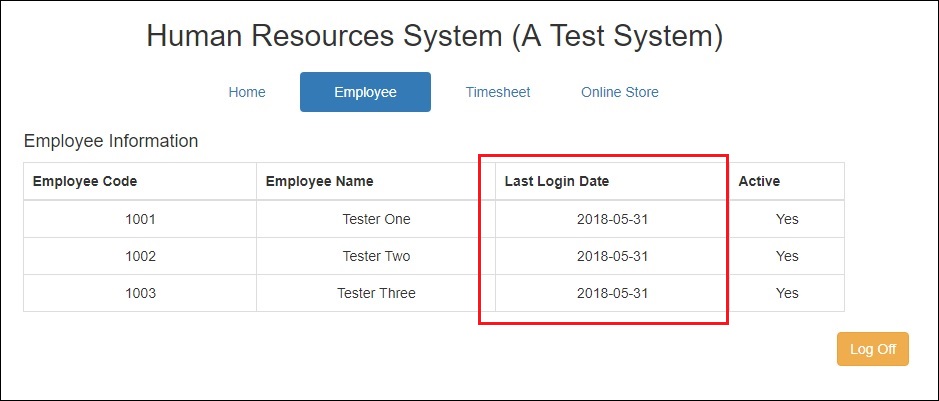 Human Resources System (A Test System)
Home Employee Timesheet Online Store
Employee Information
Employee Code Employee Name Last Login Date Active
1001 Tester One 2018-05-31 Yes
1002 Tester Two 2018-05-31 Yes
1003 Tester Three 2018-05-31 Yes
Log Off